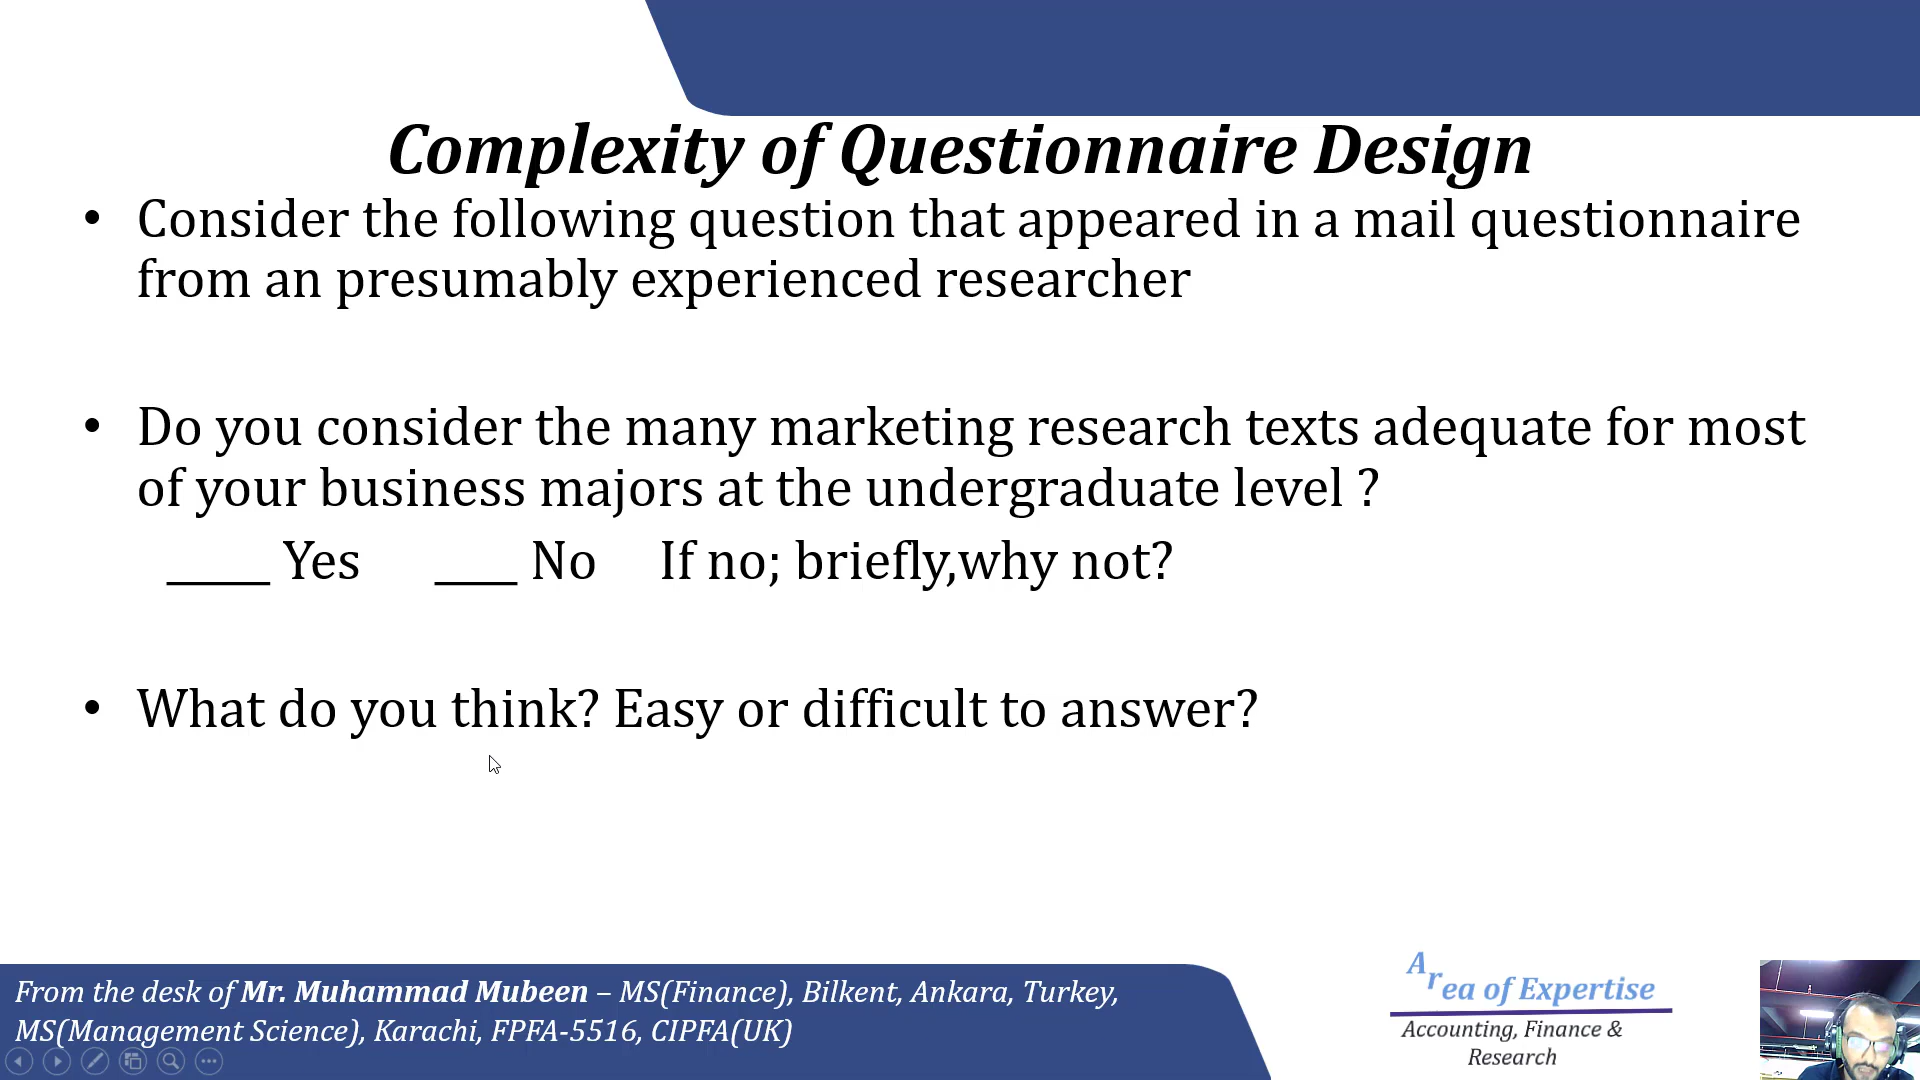 Complexity of Questionnaire Design
• Consider the following question that appeared in a mail questionnaire
from an presumably experienced researcher
• Do you consider the many marketing research texts adequate for most
of your business majors at the undergraduate level ?
_____ Yes ____ No If no; briefly,why not?
• What do you think? Easy or difficult to answer?
From the desk of Mr. Muhammad Mubeen – MS(Finance), Bilkent, Ankara, Turkey,
MS(Management Science), Karachi, FPFA-5516, CIPFA(UK)
Area of Expertise
Accounting, Finance &
Research